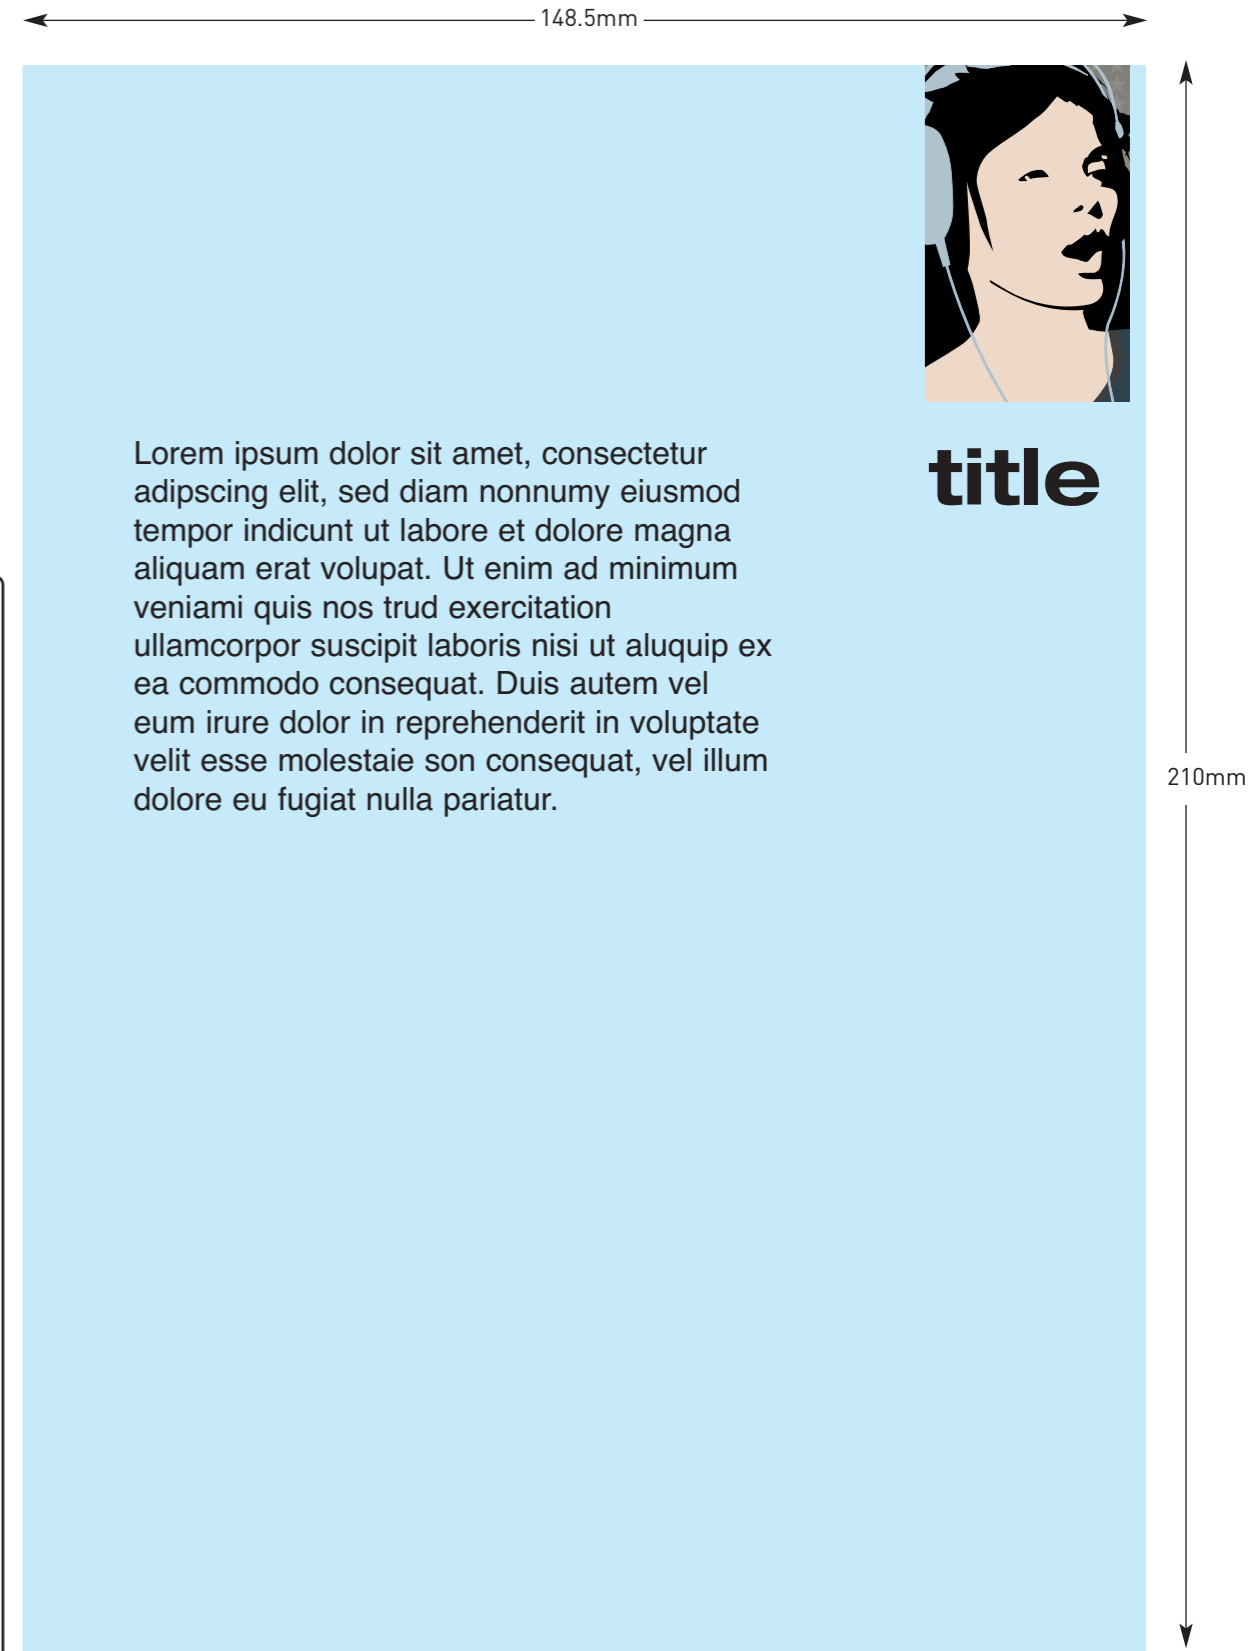 148.5mm
Lorem ipsum dolor sit amet, consectetur
adipscing elit, sed diam nonnumy eiusmod
tempor indicunt ut labore et dolore magna
aliquam erat volupat. Ut enim ad minimum
veniami quis nos trud exercitation
ullamcorpor suscipit laboris nisi ut aluquip ex
ea commodo consequat. Duis autem vel
eum irure dolor in reprehenderit in voluptate
velit esse molestaie son consequat, vel illum
dolore eu fugiat nulla pariatur.
title
210mm